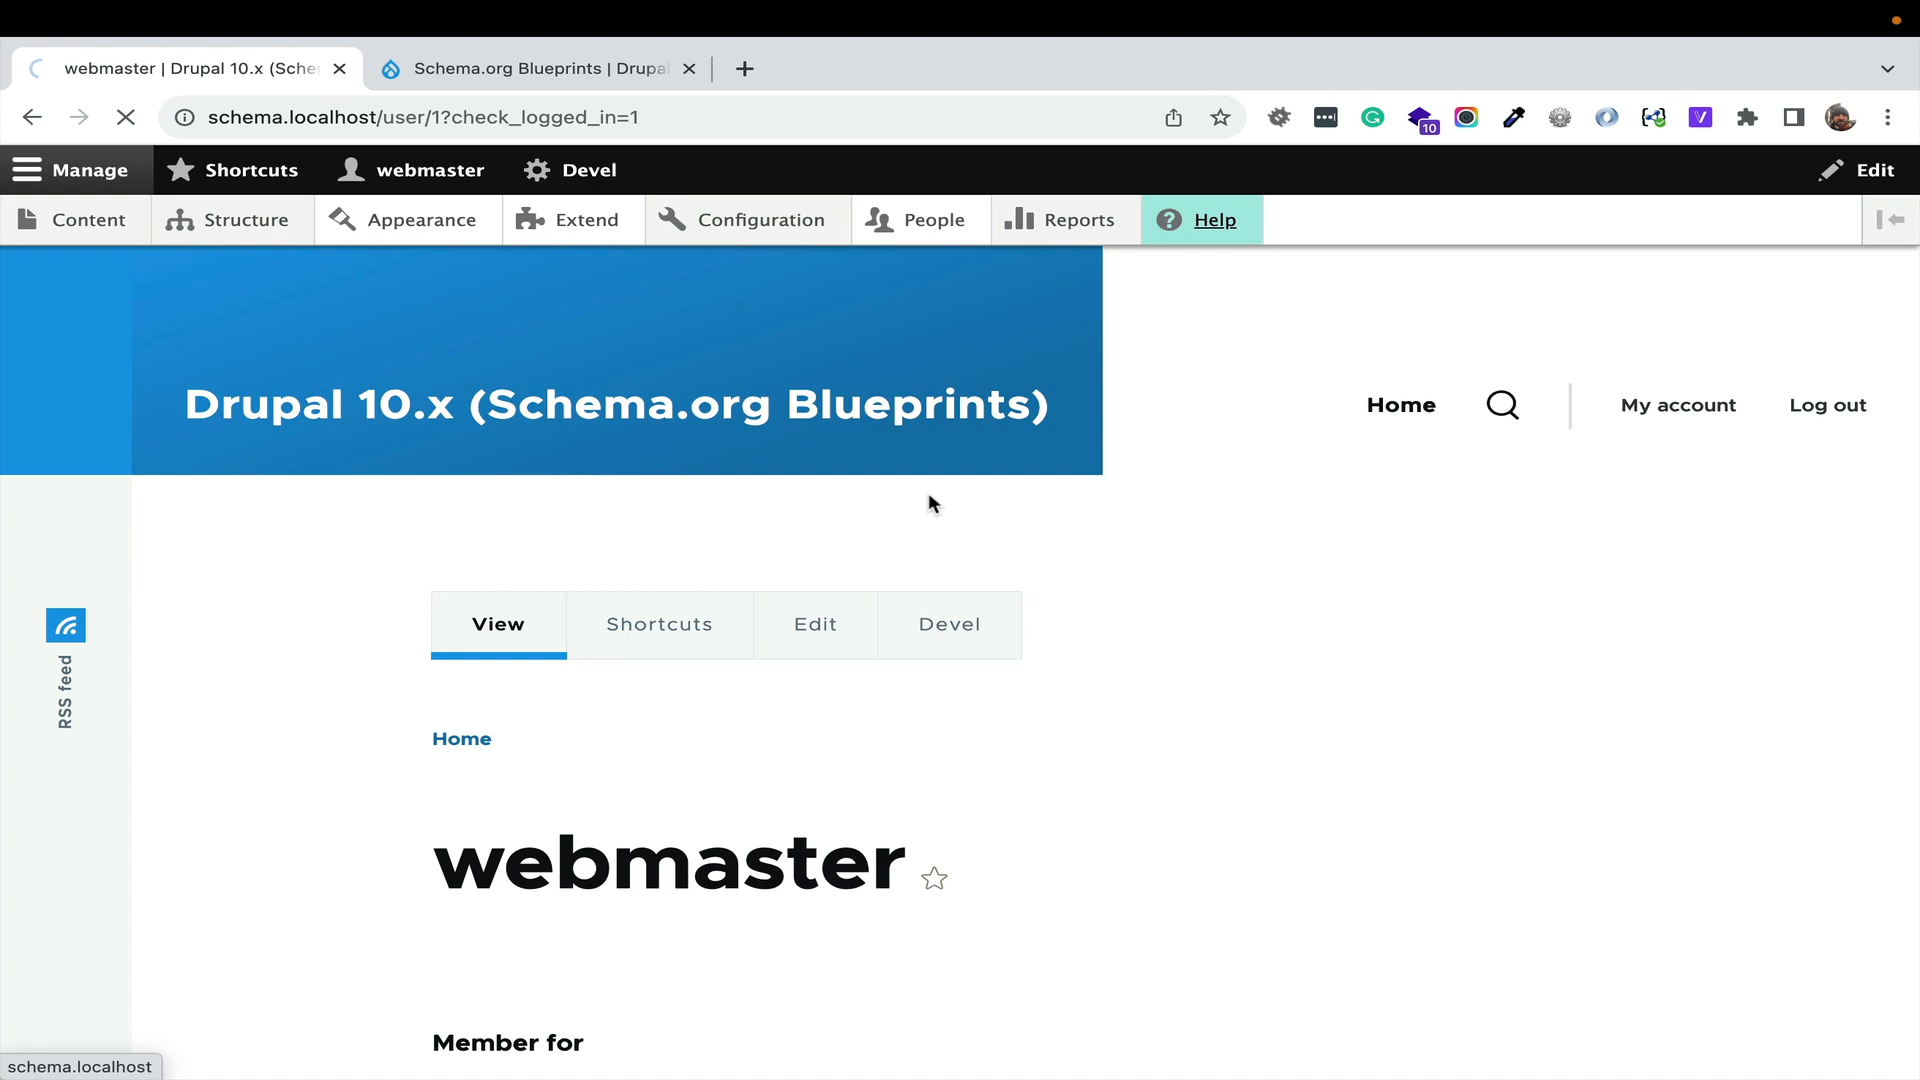 webmaster | Drupal 10.x (Sche
Schema.org Blueprints | Drupa
schema.localhost/user/1?check_logged_in=1
10
Manage Shortcuts webmaster Devel Edit
Content Structure Appearance Extend Configuration People Reports Help
Drupal 10.x (Schema.org Blueprints)
Home My account Log out
View Shortcuts Edit Devel
RSS feed
Home
webmaster
Member for
schema.localhost